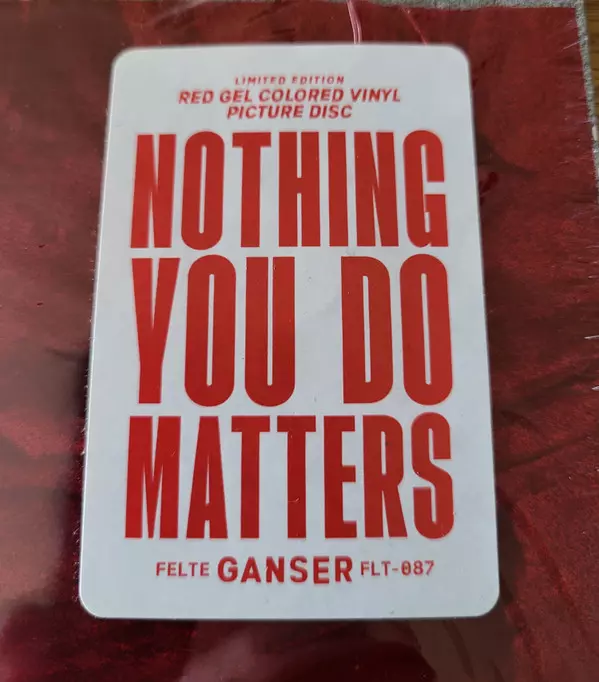 LIMITED EDITION
RED GEL COLORED VINYL
PICTURE DISC
NOTHING
YOU DO
MATTERS
FELTE GANSER FLT-087